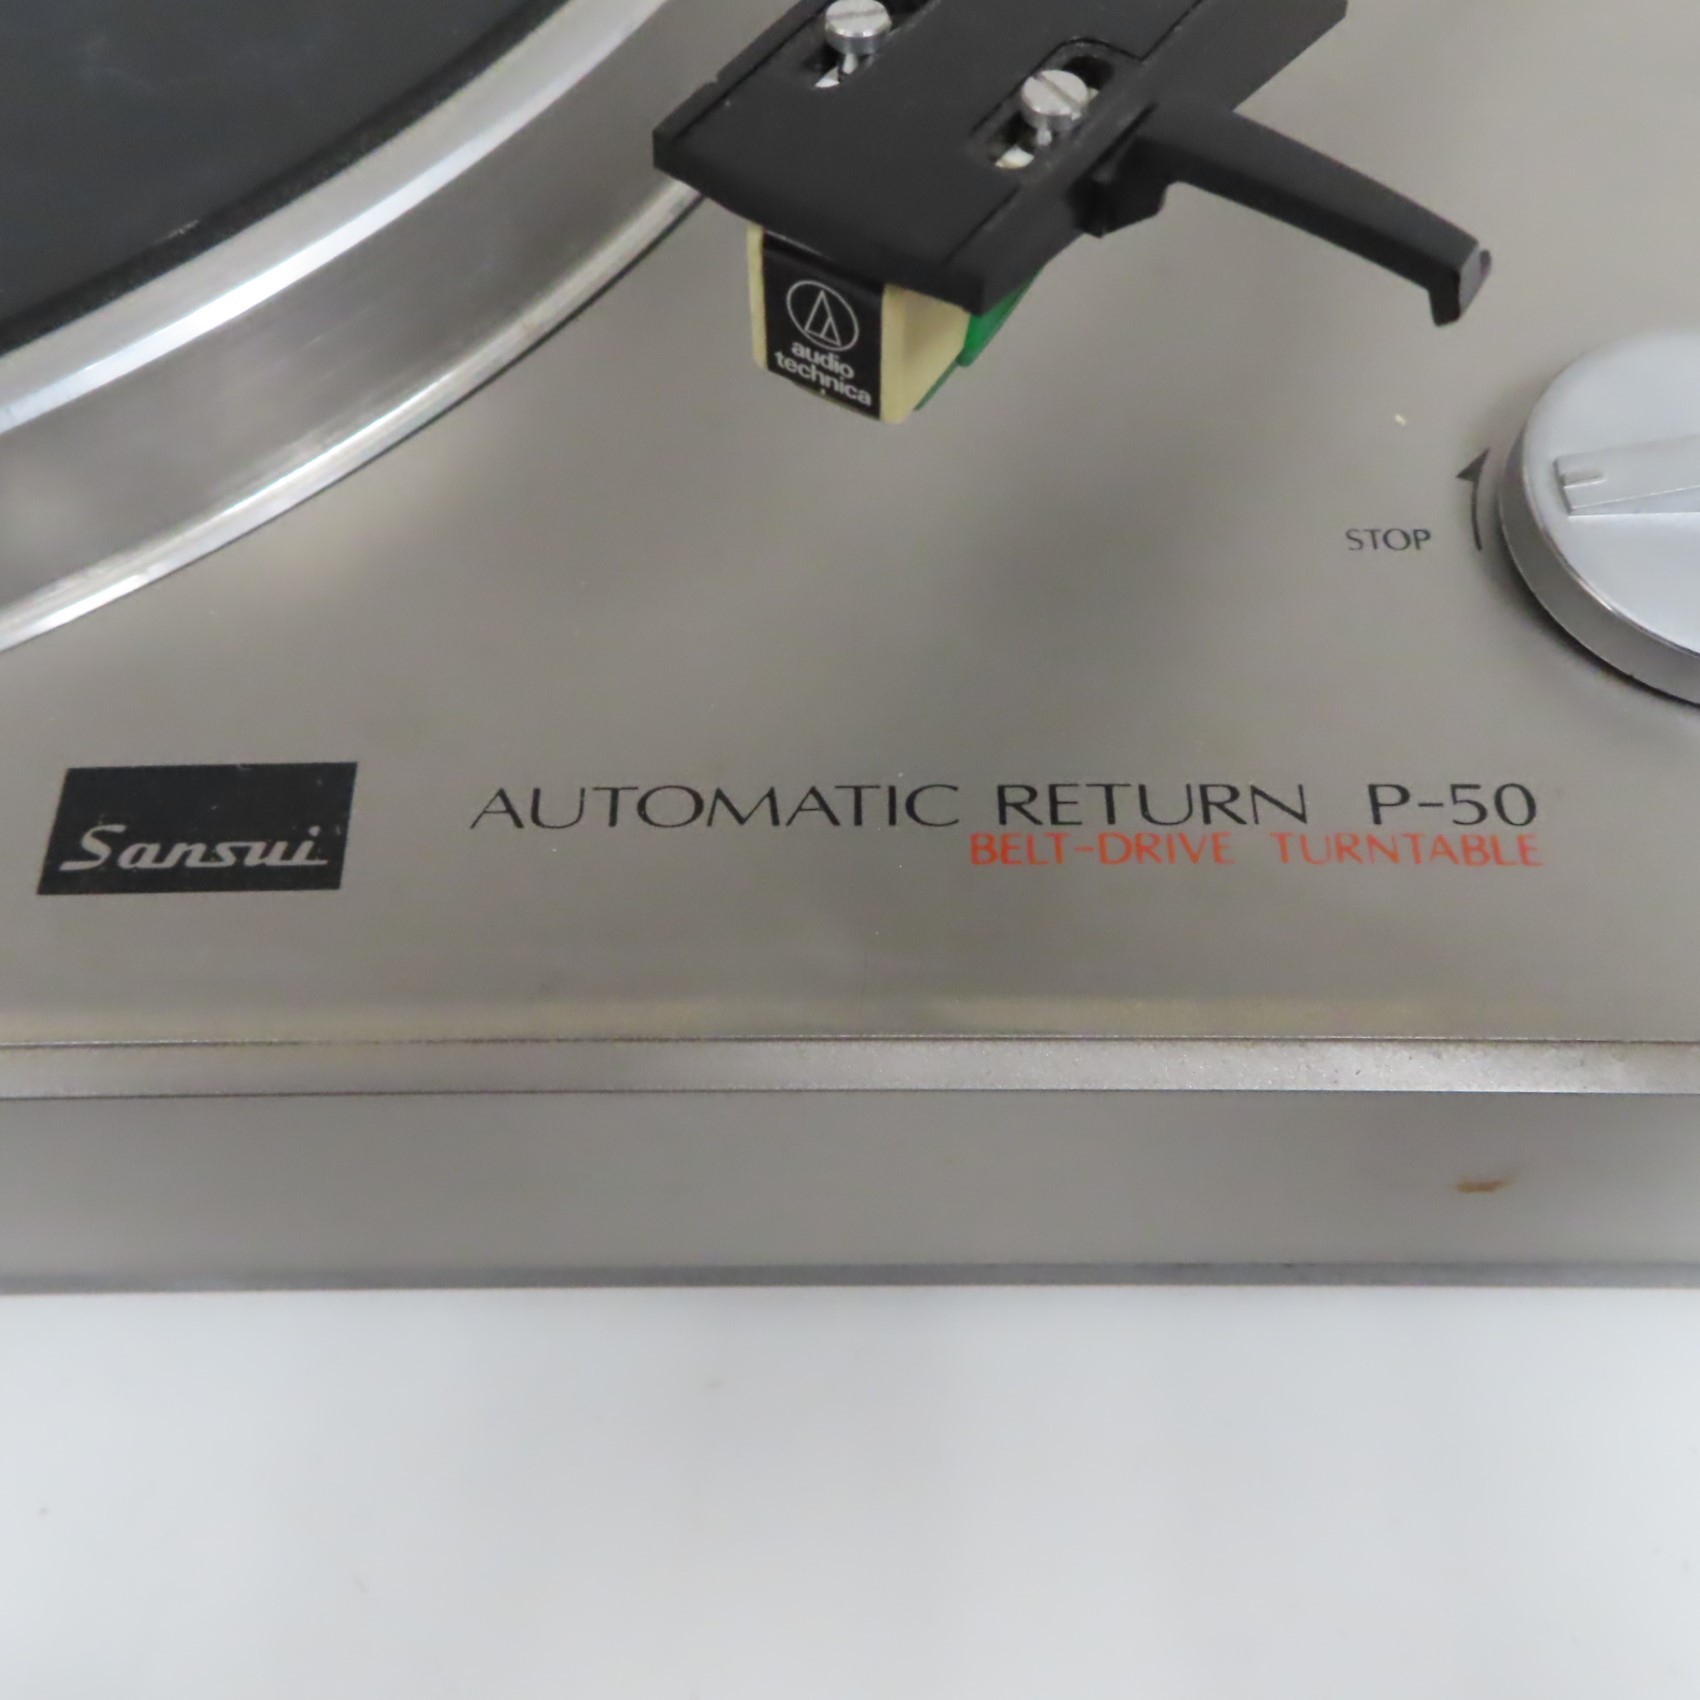 audio
technica
STOP
Sansui
AUTOMATIC RETURN P-50
BELT-DRIVE TURNTABLE